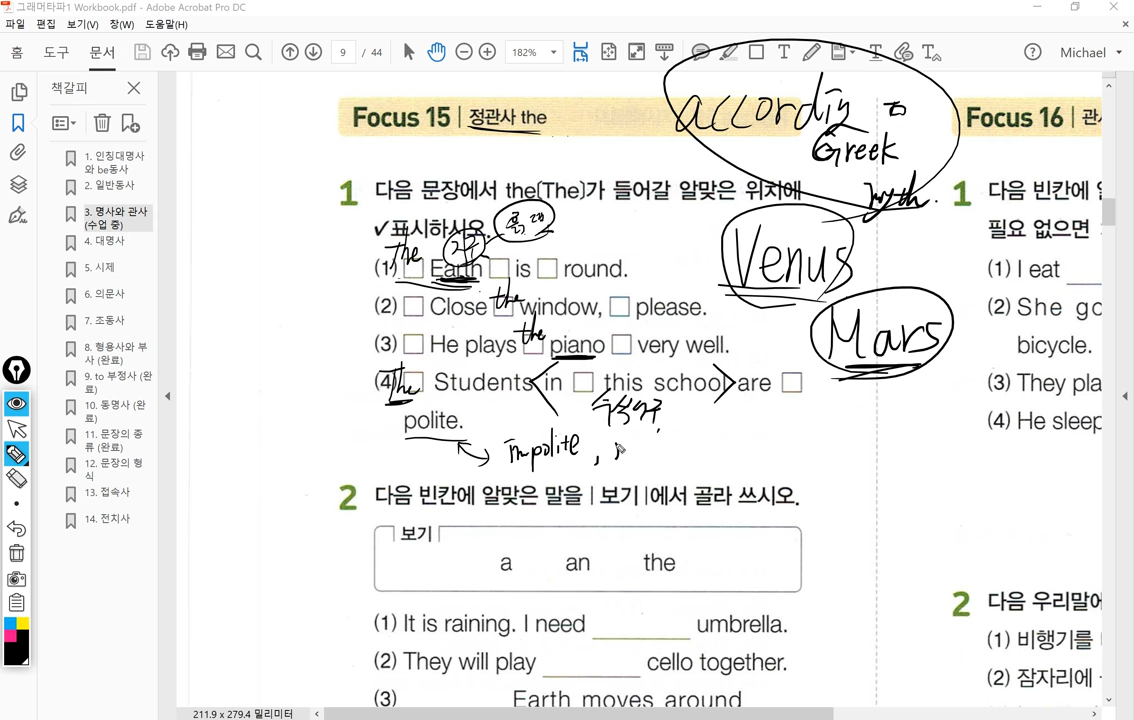 그래머타파1 Workbook.pdf - Adobe Acrobat Pro DC
파일 편집 보기(V) 창(W) 도움말(H)
홈 도구 문서 9 / 44 182% Michael
책갈피
1. 인칭대명사와 be동사
2. 일반동사
3. 명사와 관사 (수업 중)
4. 대명사
5. 시제
6. 의문사
7. 조동사
8. 형용사와 부사 (완료)
9. to 부정사 (완료)
10. 동명사 (완료)
11. 문장의 종류 (완료)
12. 문장의 형식
13. 접속사
14. 전치사
Focus 15 | 정관사 the
Greek
1 다음 문장에서 the(The)가 들어갈 알맞은 위치에
✓표시하시오.
the
(1) □ Earth □ is □ round.
Venus
the
(2) □ Close □ window, □ please.
the
(3) □ He plays □ piano □ very well.
Mars
The
(4) □ Students in □ this school are □
polite.
수식어구
impolite,
2 다음 빈칸에 알맞은 말을 | 보기 |에서 골라 쓰시오.
보기
a an the
(1) It is raining. I need ________ umbrella.
(2) They will play ________ cello together.
(3) ________ Earth moves around
Focus 16 | 관
1 다음 빈칸에
필요 없으면
(1) I eat
(2) She go
bicycle.
(3) They pla
(4) He sleep
2 다음 우리말에
(1) 비행기를
(2) 잠자리에
211.9 x 279.4 밀리미터